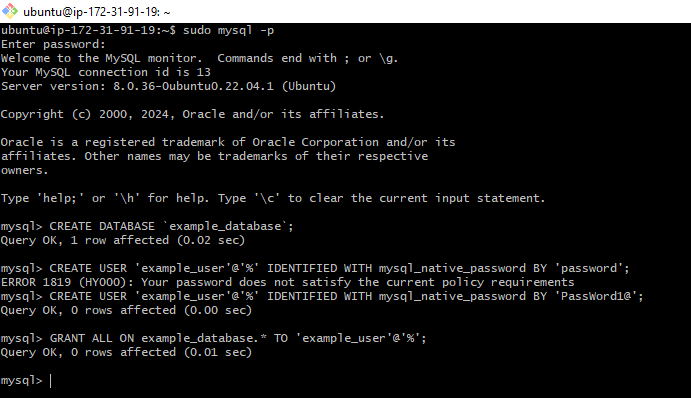 ubuntu@ip-172-31-91-19: ~
ubuntu@ip-172-31-91-19:~$ sudo mysql -p
Enter password:
Welcome to the MySQL monitor.  Commands end with ; or \g.
Your MySQL connection id is 13
Server version: 8.0.36-0ubuntu0.22.04.1 (Ubuntu)
Copyright (c) 2000, 2024, Oracle and/or its affiliates.
Oracle is a registered trademark of Oracle Corporation and/or its
affiliates. Other names may be trademarks of their respective
owners.
Type 'help;' or '\h' for help. Type '\c' to clear the current input statement.
mysql> CREATE DATABASE `example_database`;
Query OK, 1 row affected (0.02 sec)
mysql> CREATE USER 'example_user'@'%' IDENTIFIED WITH mysql_native_password BY 'password';
ERROR 1819 (HY000): Your password does not satisfy the current policy requirements
mysql> CREATE USER 'example_user'@'%' IDENTIFIED WITH mysql_native_password BY 'PassWord1@';
Query OK, 0 rows affected (0.00 sec)
mysql> GRANT ALL ON example_database.* TO 'example_user'@'%';
Query OK, 0 rows affected (0.01 sec)
mysql>